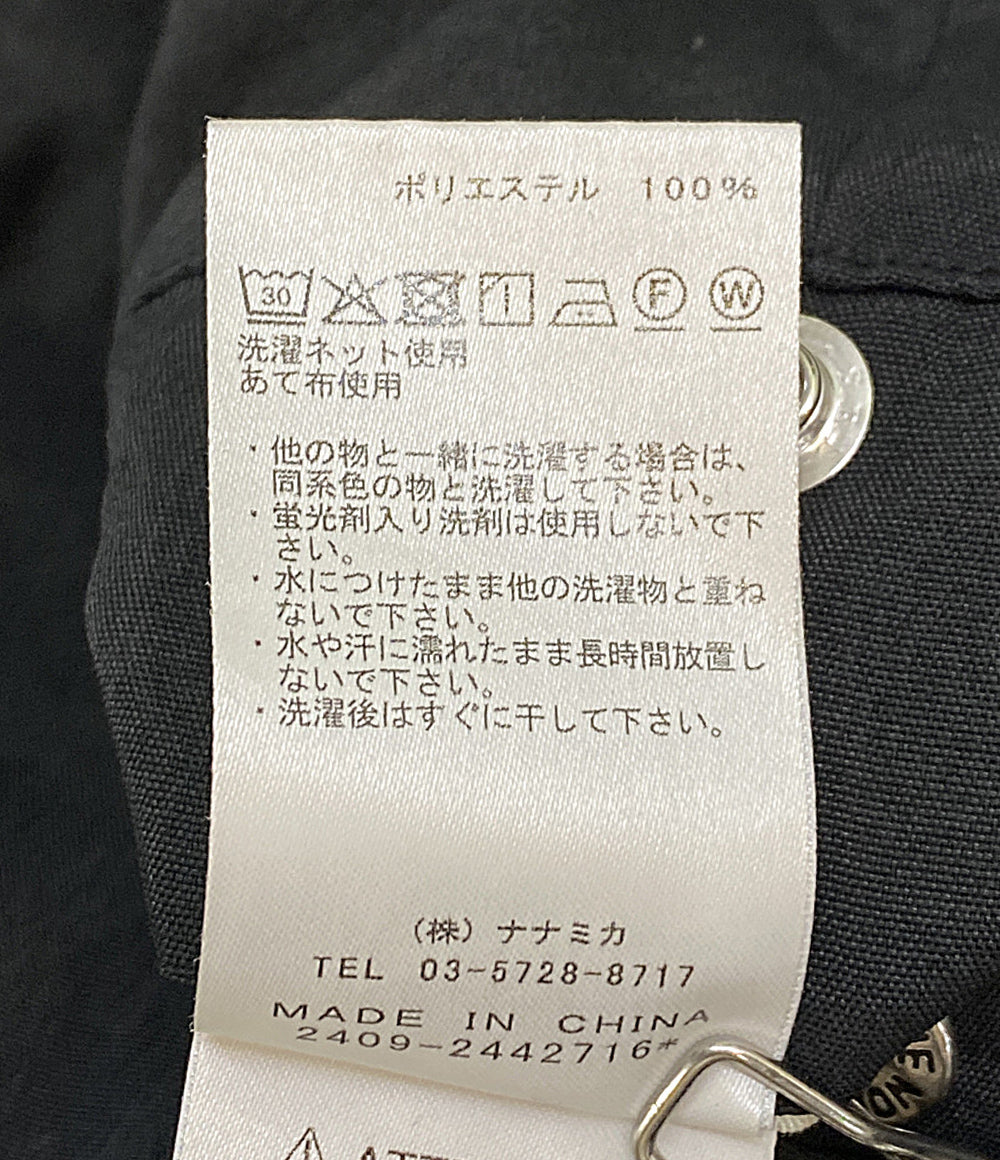 ポリエステル 100%
30 F W
洗濯ネット使用
あて布使用
・他の物と一緒に洗濯する場合は、
同系色の物と洗濯して下さい。
・蛍光剤入り洗剤は使用しないで下
さい。
・水につけたまま他の洗濯物と重ね
ないで下さい。
・水や汗に濡れたまま長時間放置し
ないで下さい。
・洗濯後はすぐに干して下さい。
(株) ナナミカ
TEL 03-5728-8717
MADE IN CHINA
2409-2442716*